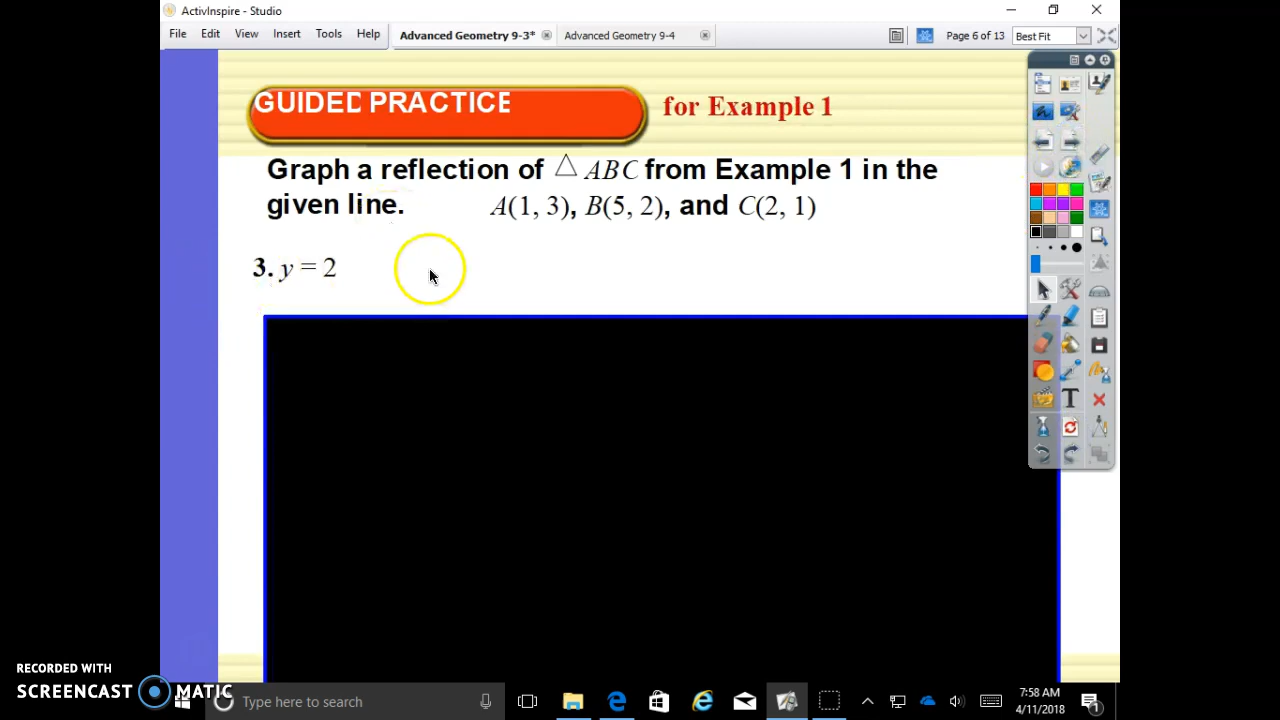 ActivInspire - Studio
File Edit View Insert Tools Help Advanced Geometry 9-3* Advanced Geometry 9-4 Page 6 of 13 Best Fit
GUIDED PRACTICE for Example 1
Graph a reflection of △ ABC from Example 1 in the
given line. A(1, 3), B(5, 2), and C(2, 1)
3. y = 2
RECORDED WITH
SCREENCAST MATIC
Type here to search
7:58 AM
4/11/2018
1